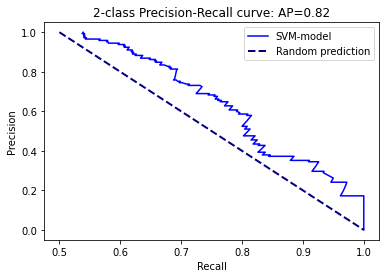 2-class Precision-Recall curve: AP=0.82
SVM-model
Random prediction
Precision
1.0
0.8
0.6
0.4
0.2
0.0
0.5 0.6 0.7 0.8 0.9 1.0
Recall